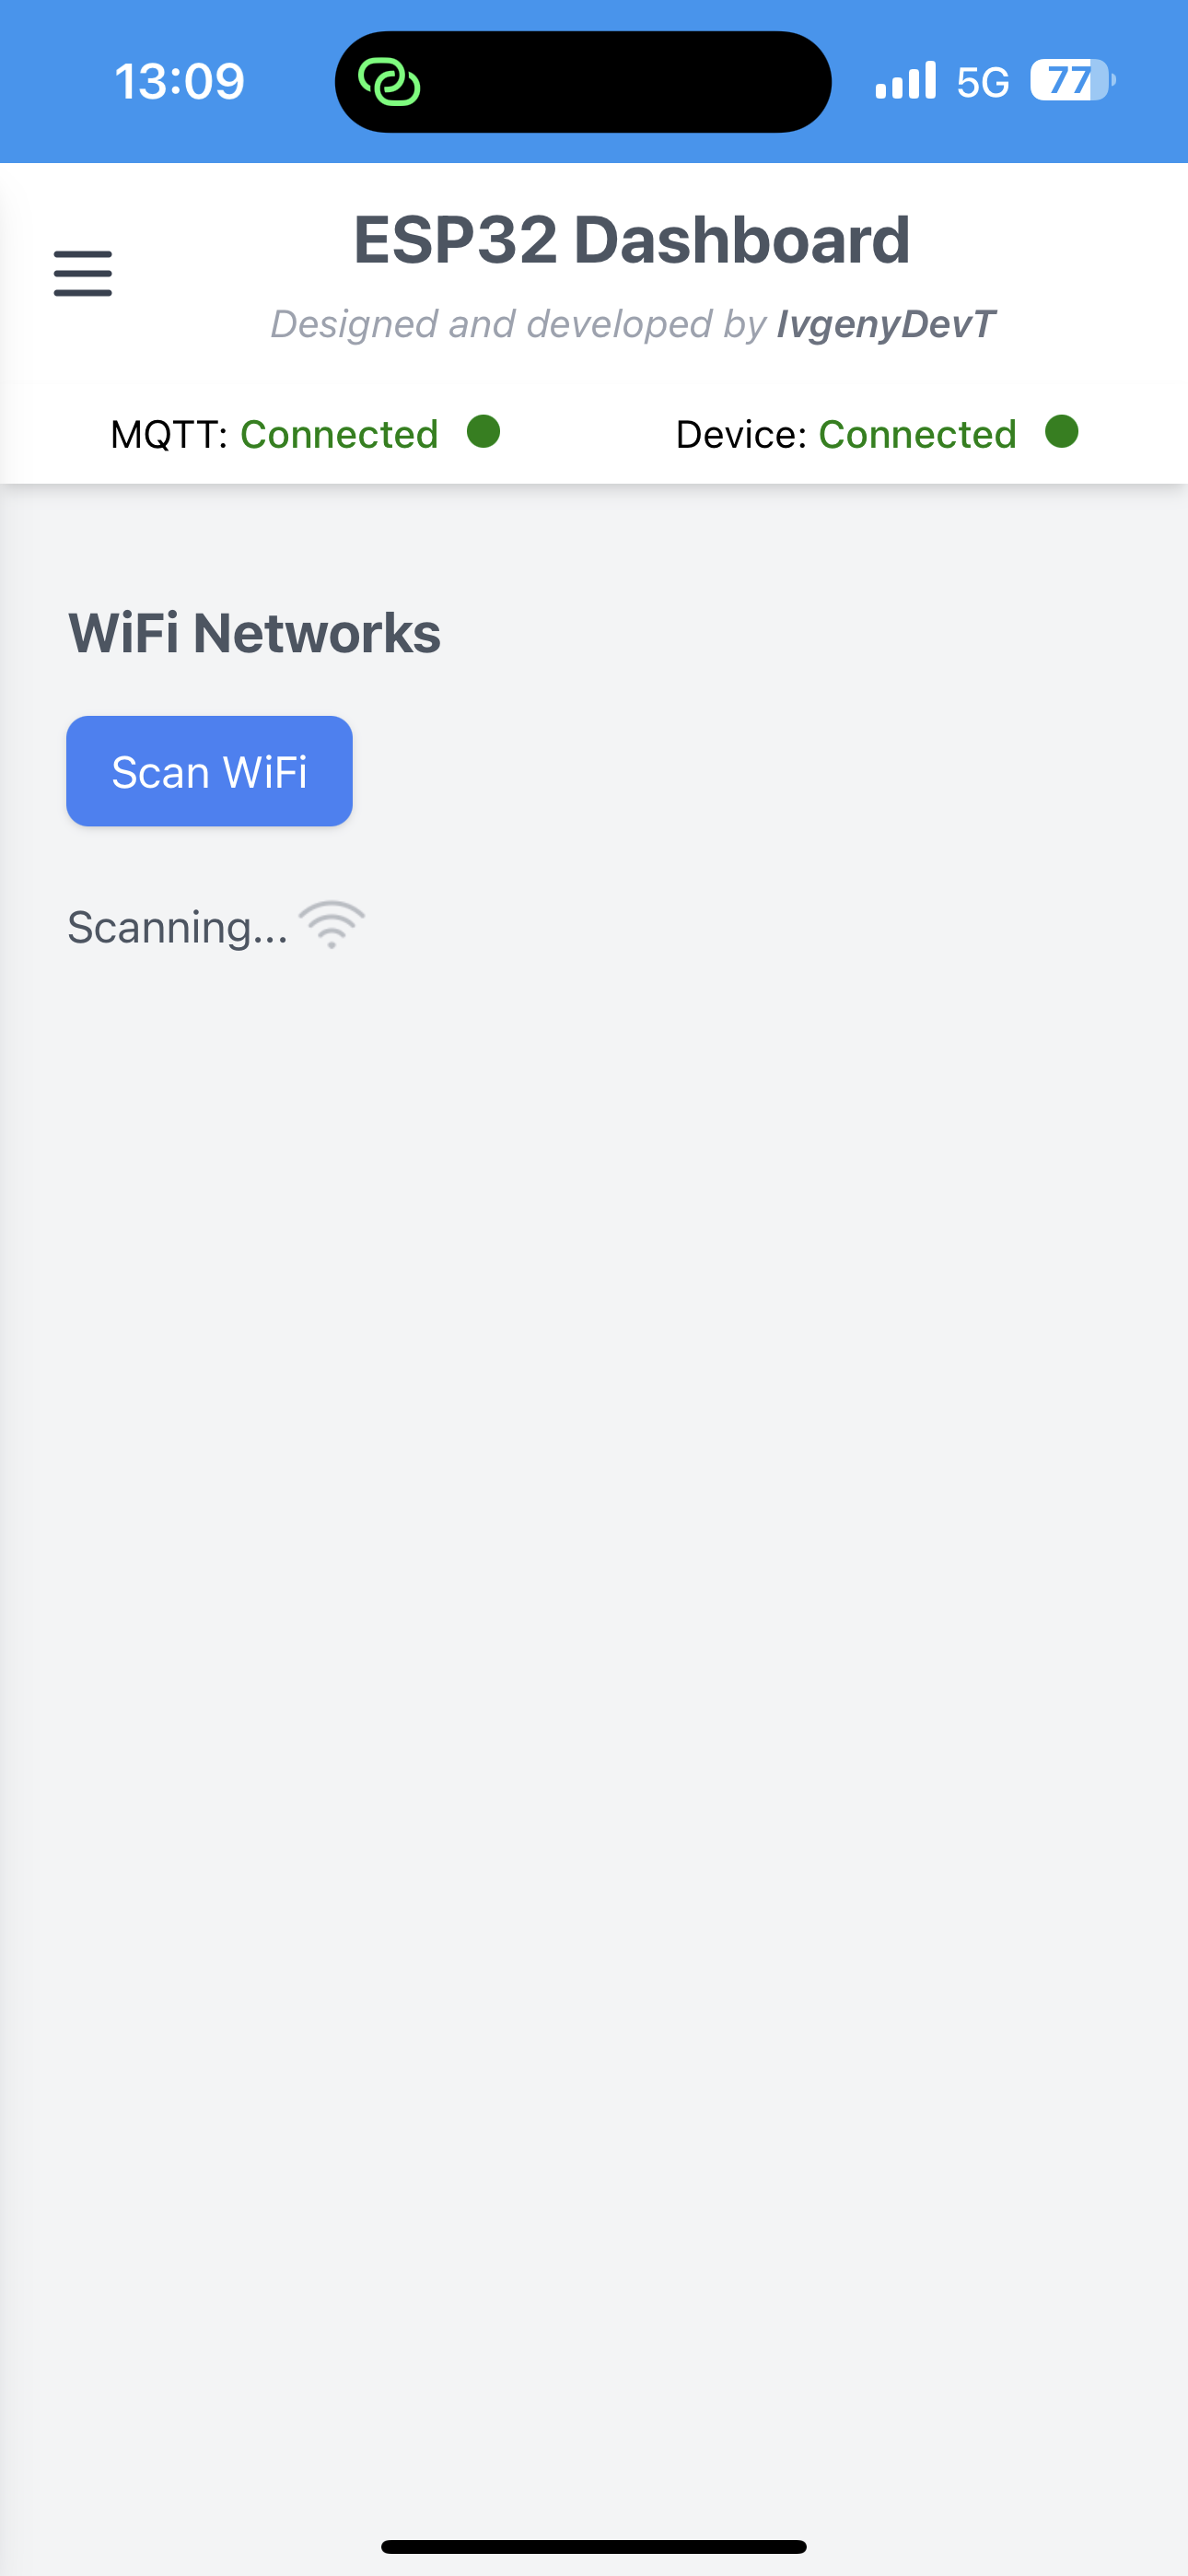 13:09 5G 77
ESP32 Dashboard
Designed and developed by IvgenyDevT
MQTT: Connected Device: Connected
WiFi Networks
Scan WiFi
Scanning...